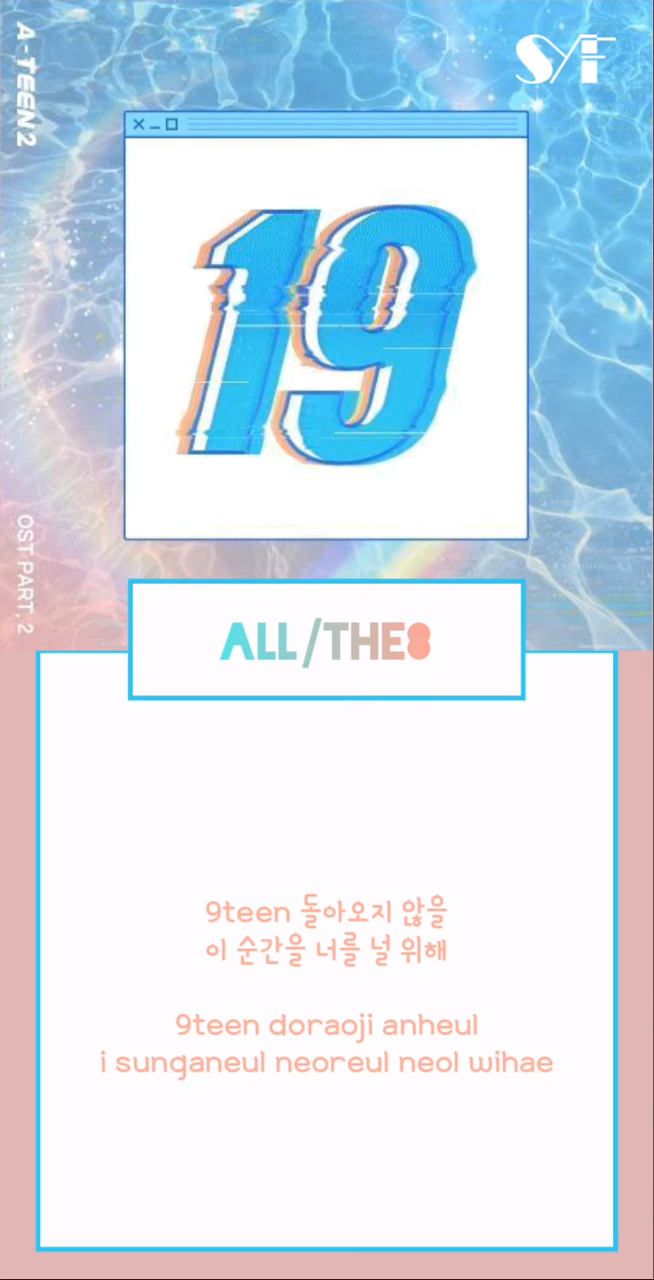 A-TEEN2
SYF
19
OST PART. 2
ALL/THE8
9teen 돌아오지 않을
이 순간을 너를 널 위해
9teen doraoji anheul
i sunganeul neoreul neol wihae